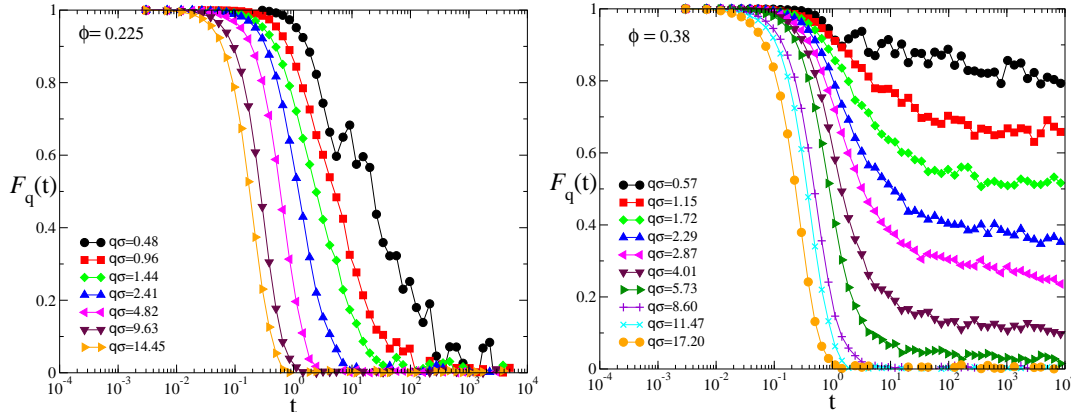 ϕ= 0.225
1
0.8
0.6
0.4
0.2
0
F_q(t)
qσ=0.48
qσ=0.96
qσ=1.44
qσ=2.41
qσ=4.82
qσ=9.63
qσ=14.45
10^-4 10^-3 10^-2 10^-1 10^0 10^1 10^2 10^3 10^4
t
ϕ= 0.38
1
0.8
0.6
0.4
0.2
0
F_q(t)
qσ=0.57
qσ=1.15
qσ=1.72
qσ=2.29
qσ=2.87
qσ=4.01
qσ=5.73
qσ=8.60
qσ=11.47
qσ=17.20
10^-4 10^-3 10^-2 10^-1 10^0 10^1 10^2 10^3
t